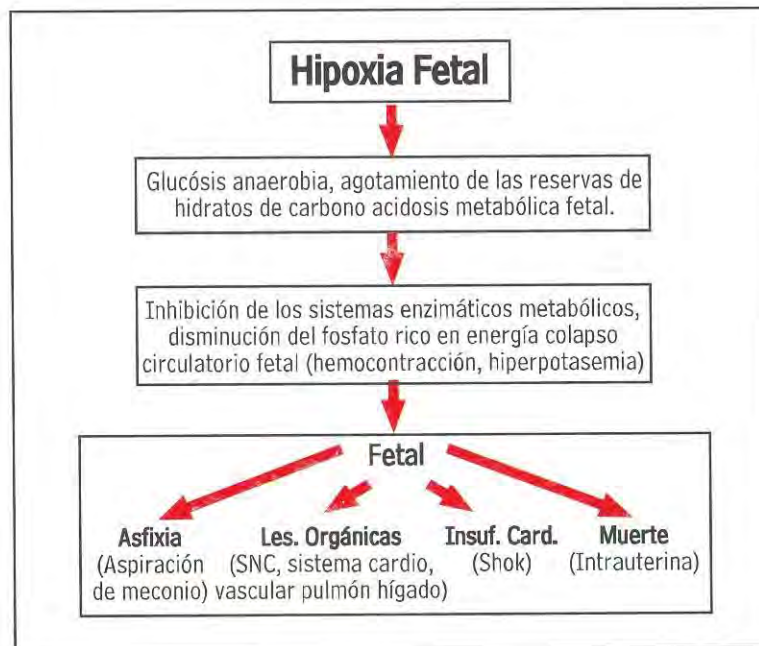 Hipoxia Fetal
Glucósis anaerobia, agotamiento de las reservas de
hidratos de carbono acidosis metabólica fetal.
Inhibición de los sistemas enzimáticos metabólicos,
disminución del fosfato rico en energía colapso
circulatorio fetal (hemocontracción, hiperpotasemia)
Fetal
Asfixia
(Aspiración
de meconio)
Les. Orgánicas
(SNC, sistema cardio,
vascular pulmón hígado)
Insuf. Card.
(Shok)
Muerte
(Intrauterina)